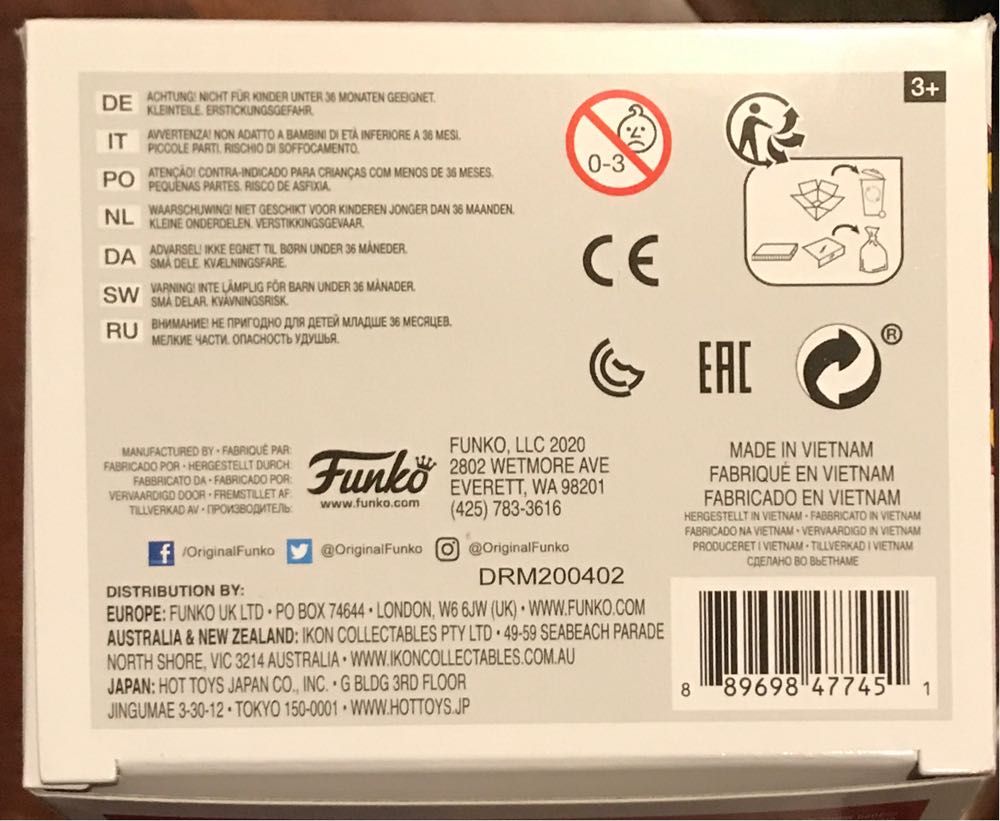 3+
DE ACHTUNG! NICHT FÜR KINDER UNTER 36 MONATEN GEEIGNET.
KLEINTEILE. ERSTICKUNGSGEFAHR.
IT AVVERTENZA! NON ADATTO A BAMBINI DI ETÀ INFERIORE A 36 MESI.
PICCOLE PARTI. RISCHIO DI SOFFOCAMENTO.
PO ATENÇÃO! CONTRA-INDICADO PARA CRIANÇAS COM MENOS DE 36 MESES.
PEQUENAS PARTES. RISCO DE ASFIXIA.
NL WAARSCHUWING! NIET GESCHIKT VOOR KINDEREN JONGER DAN 36 MAANDEN.
KLEINE ONDERDELEN. VERSTIKKINGSGEVAAR.
DA ADVARSEL! IKKE EGNET TIL BØRN UNDER 36 MÅNEDER.
SMÅ DELE. KVÆLNINGSFARE.
SW VARNING! INTE LÄMPLIG FÖR BARN UNDER 36 MÅNADER.
SMÅ DELAR. KVÄVNINGSRISK.
RU ВНИМАНИЕ! НЕ ПРИГОДНО ДЛЯ ДЕТЕЙ МЛАДШЕ 36 МЕСЯЦЕВ.
МЕЛКИЕ ЧАСТИ. ОПАСНОСТЬ УДУШЬЯ.
0-3
CE
EAC
®
MANUFACTURED BY • FABRIQUÉ PAR:
FABRICADO POR • HERGESTELLT DURCH:
FABBRICATO DA • FABRICADO POR:
VERVAARDIGD DOOR • FREMSTILLET AF:
TILLVERKAD AV • ПРОИЗВОДИТЕЛЬ:
Funko
www.funko.com
FUNKO, LLC 2020
2802 WETMORE AVE
EVERETT, WA 98201
(425) 783-3616
MADE IN VIETNAM
FABRIQUÉ EN VIETNAM
FABRICADO EN VIETNAM
HERGESTELLT IN VIETNAM • FABBRICATO IN VIETNAM
FABRICADO NA VIETNAM • VERVAARDIGD IN VIETNAM
PRODUCERET I VIETNAM • TILLVERKAD I VIETNAM
СДЕЛАНО ВО ВЬЕТНАМЕ
/OriginalFunko @OriginalFunko @OriginalFunko
DRM200402
DISTRIBUTION BY:
EUROPE: FUNKO UK LTD • PO BOX 74644 • LONDON, W6 6JW (UK) • WWW.FUNKO.COM
AUSTRALIA & NEW ZEALAND: IKON COLLECTABLES PTY LTD • 49-59 SEABEACH PARADE
NORTH SHORE, VIC 3214 AUSTRALIA • WWW.IKONCOLLECTABLES.COM.AU
JAPAN: HOT TOYS JAPAN CO., INC. • G BLDG 3RD FLOOR
JINGUMAE 3-30-12 • TOKYO 150-0001 • WWW.HOTTOYS.JP
8 89698 47745 1